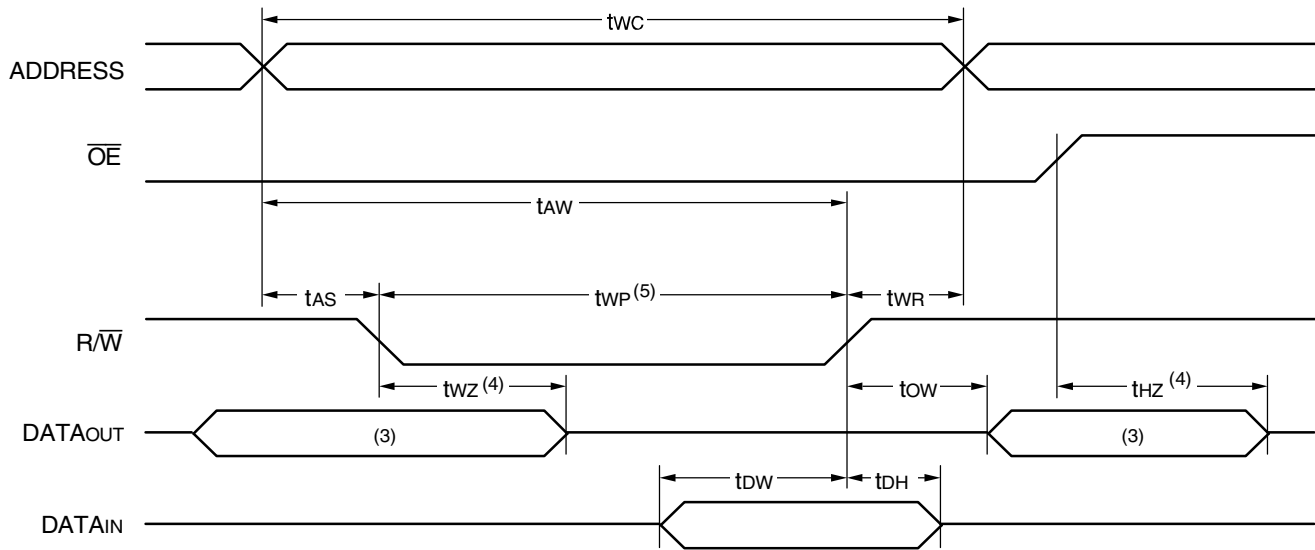 tWC
ADDRESS
OE
tAW
tAS tWP (5) tWR
R/W
tWZ (4) tOW tHZ (4)
DATAOUT (3) (3)
tDW tDH
DATAIN